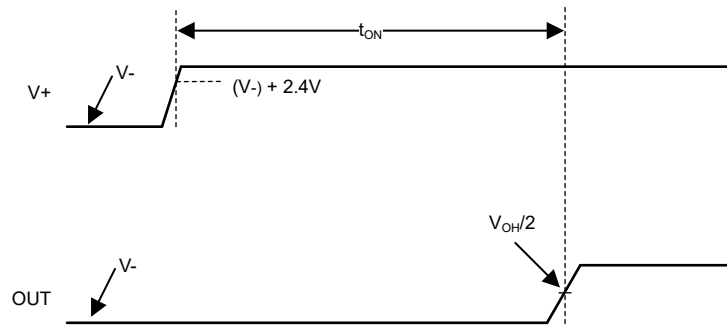 tON
V-
V+
(V-) + 2.4V
VOH/2
V-
OUT